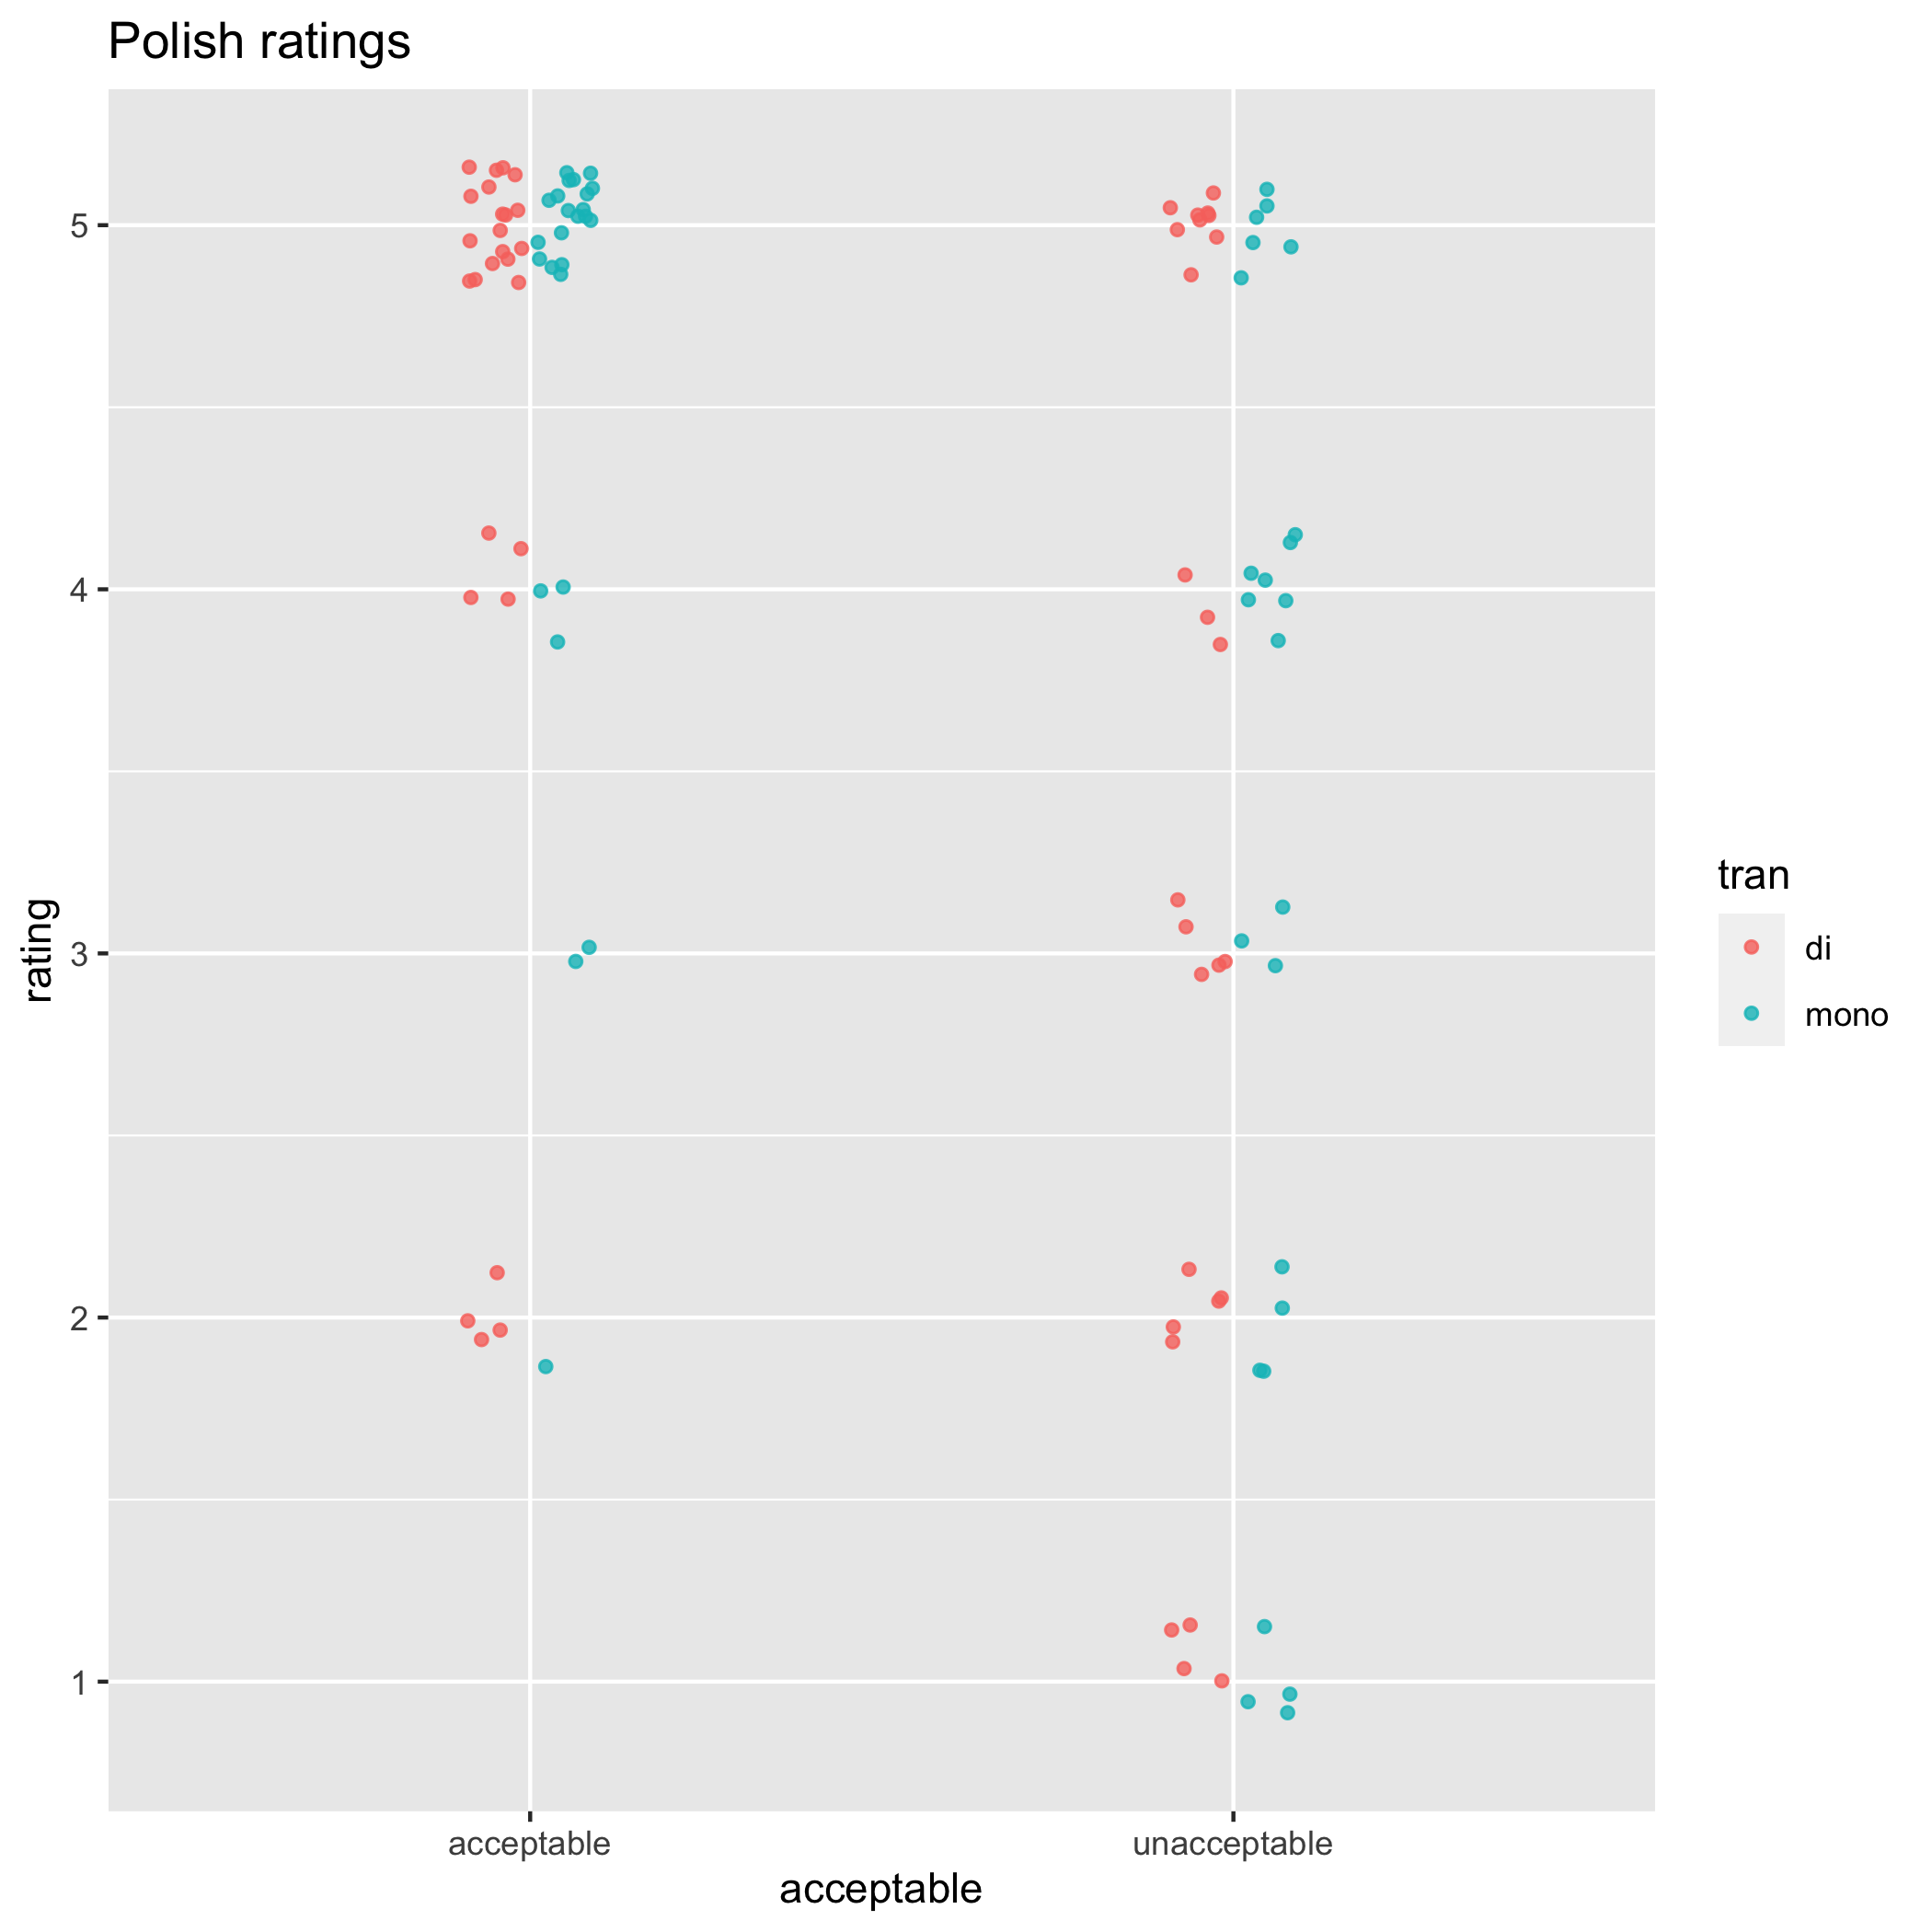 Polish ratings
5
4
3
2
1
rating
acceptable
unacceptable
acceptable
tran
di
mono